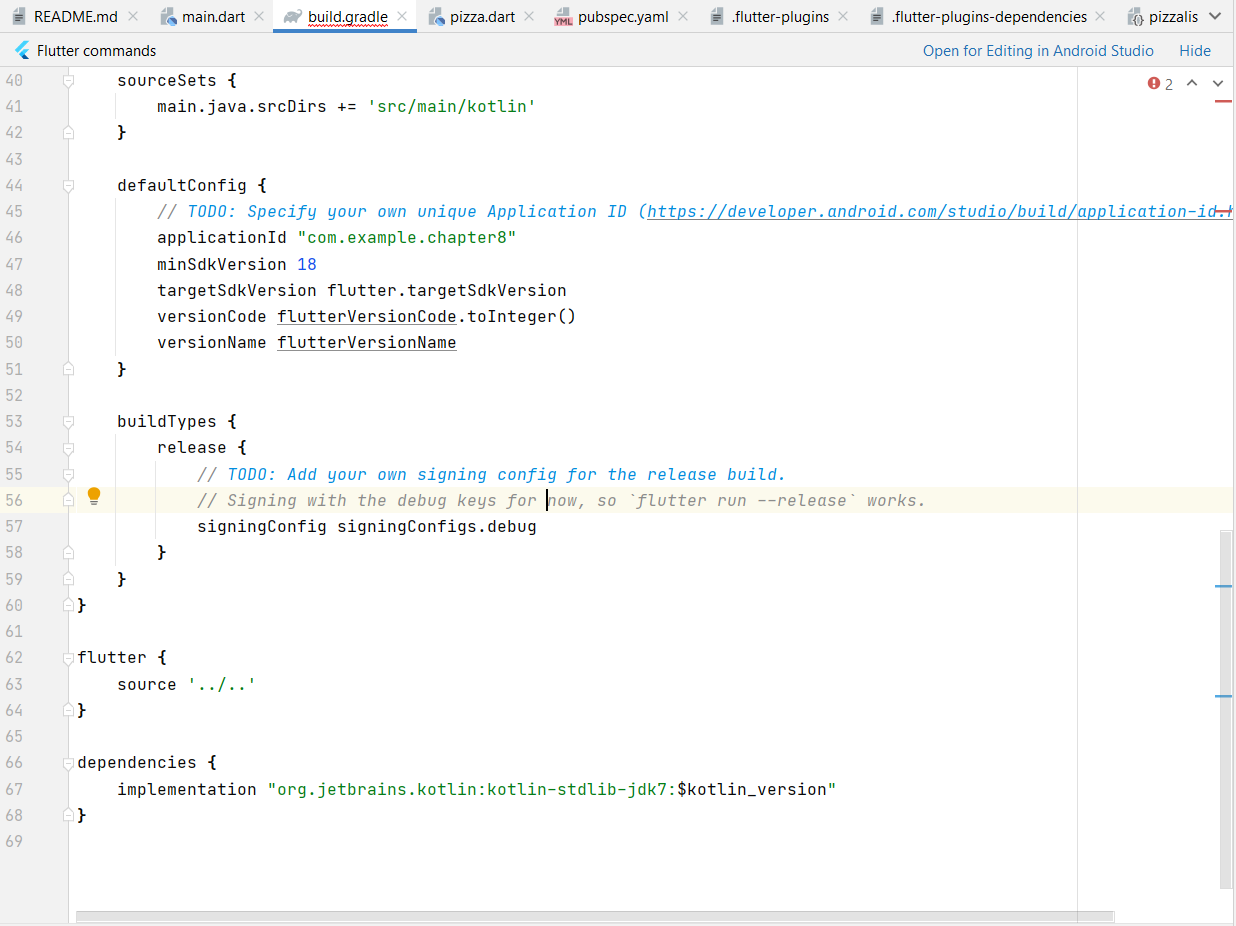 README.md main.dart build.gradle pizza.dart pubspec.yaml .flutter-plugins .flutter-plugins-dependencies pizzalis
Flutter commands Open for Editing in Android Studio Hide
40 sourceSets { 2
41 main.java.srcDirs += 'src/main/kotlin'
42 }
43
44 defaultConfig {
45 // TODO: Specify your own unique Application ID (https://developer.android.com/studio/build/application-id.h
46 applicationId "com.example.chapter8"
47 minSdkVersion 18
48 targetSdkVersion flutter.targetSdkVersion
49 versionCode flutterVersionCode.toInteger()
50 versionName flutterVersionName
51 }
52
53 buildTypes {
54 release {
55 // TODO: Add your own signing config for the release build.
56 // Signing with the debug keys for now, so `flutter run --release` works.
57 signingConfig signingConfigs.debug
58 }
59 }
60 }
61
62 flutter {
63 source '../..'
64 }
65
66 dependencies {
67 implementation "org.jetbrains.kotlin:kotlin-stdlib-jdk7:$kotlin_version"
68 }
69